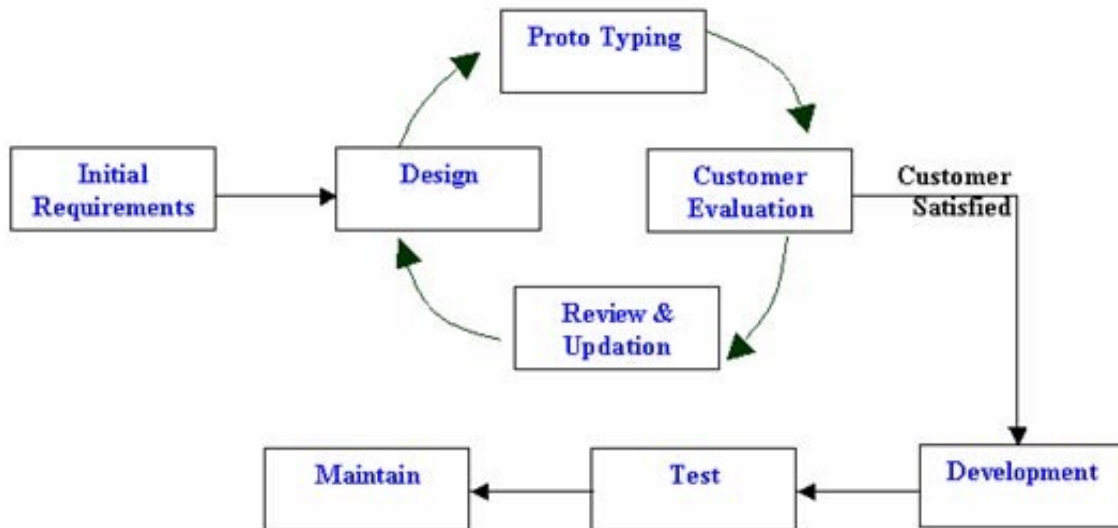 Proto Typing
Initial
Requirements
Design
Customer
Evaluation
Customer
Satisfied
Review &
Updation
Maintain
Test
Development